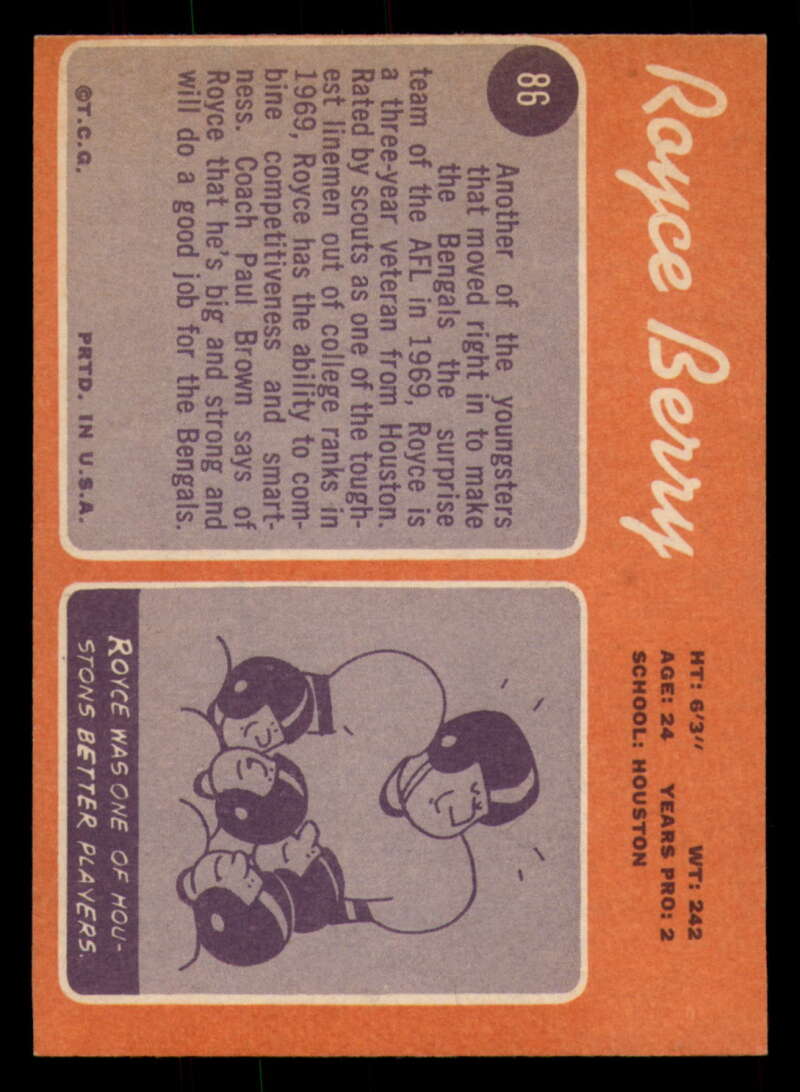 Royce Berry
HT: 6'3" WT: 242
AGE: 24 YEARS PRO: 2
SCHOOL: HOUSTON
86
Another of the youngsters
that moved right in to make
the Bengals the surprise
team of the AFL in 1969, Royce is
a three-year veteran from Houston.
Rated by scouts as one of the tough-
est linemen out of college ranks in
1969, Royce has the ability to com-
bine competitiveness and smart-
ness. Coach Paul Brown says of
Royce that he's big and strong and
will do a good job for the Bengals.
©T.C.G. PRTD. IN U.S.A.
ROYCE WAS ONE OF HOU-
STONS BETTER PLAYERS.